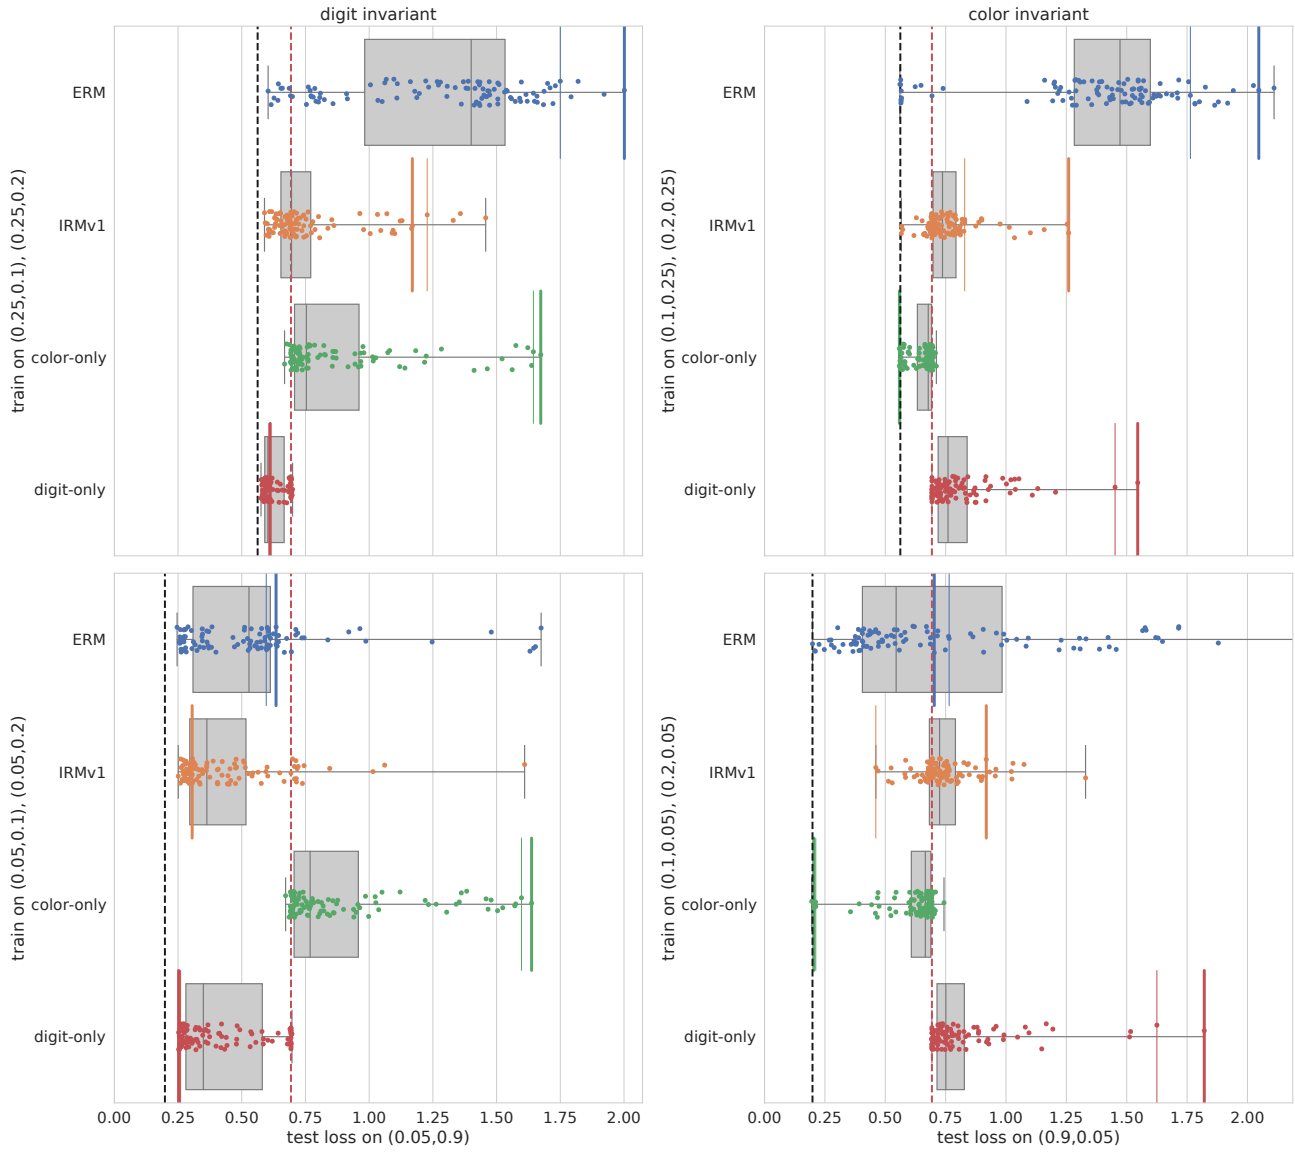 digit invariant
color invariant
train on (0.25,0.1), (0.25,0.2)
ERM
IRMv1
color-only
digit-only
train on (0.1,0.25), (0.2,0.25)
ERM
IRMv1
color-only
digit-only
train on (0.05,0.1), (0.05,0.2)
ERM
IRMv1
color-only
digit-only
0.00 0.25 0.50 0.75 1.00 1.25 1.50 1.75 2.00
test loss on (0.05,0.9)
train on (0.1,0.05), (0.2,0.05)
ERM
IRMv1
color-only
digit-only
0.00 0.25 0.50 0.75 1.00 1.25 1.50 1.75 2.00
test loss on (0.9,0.05)